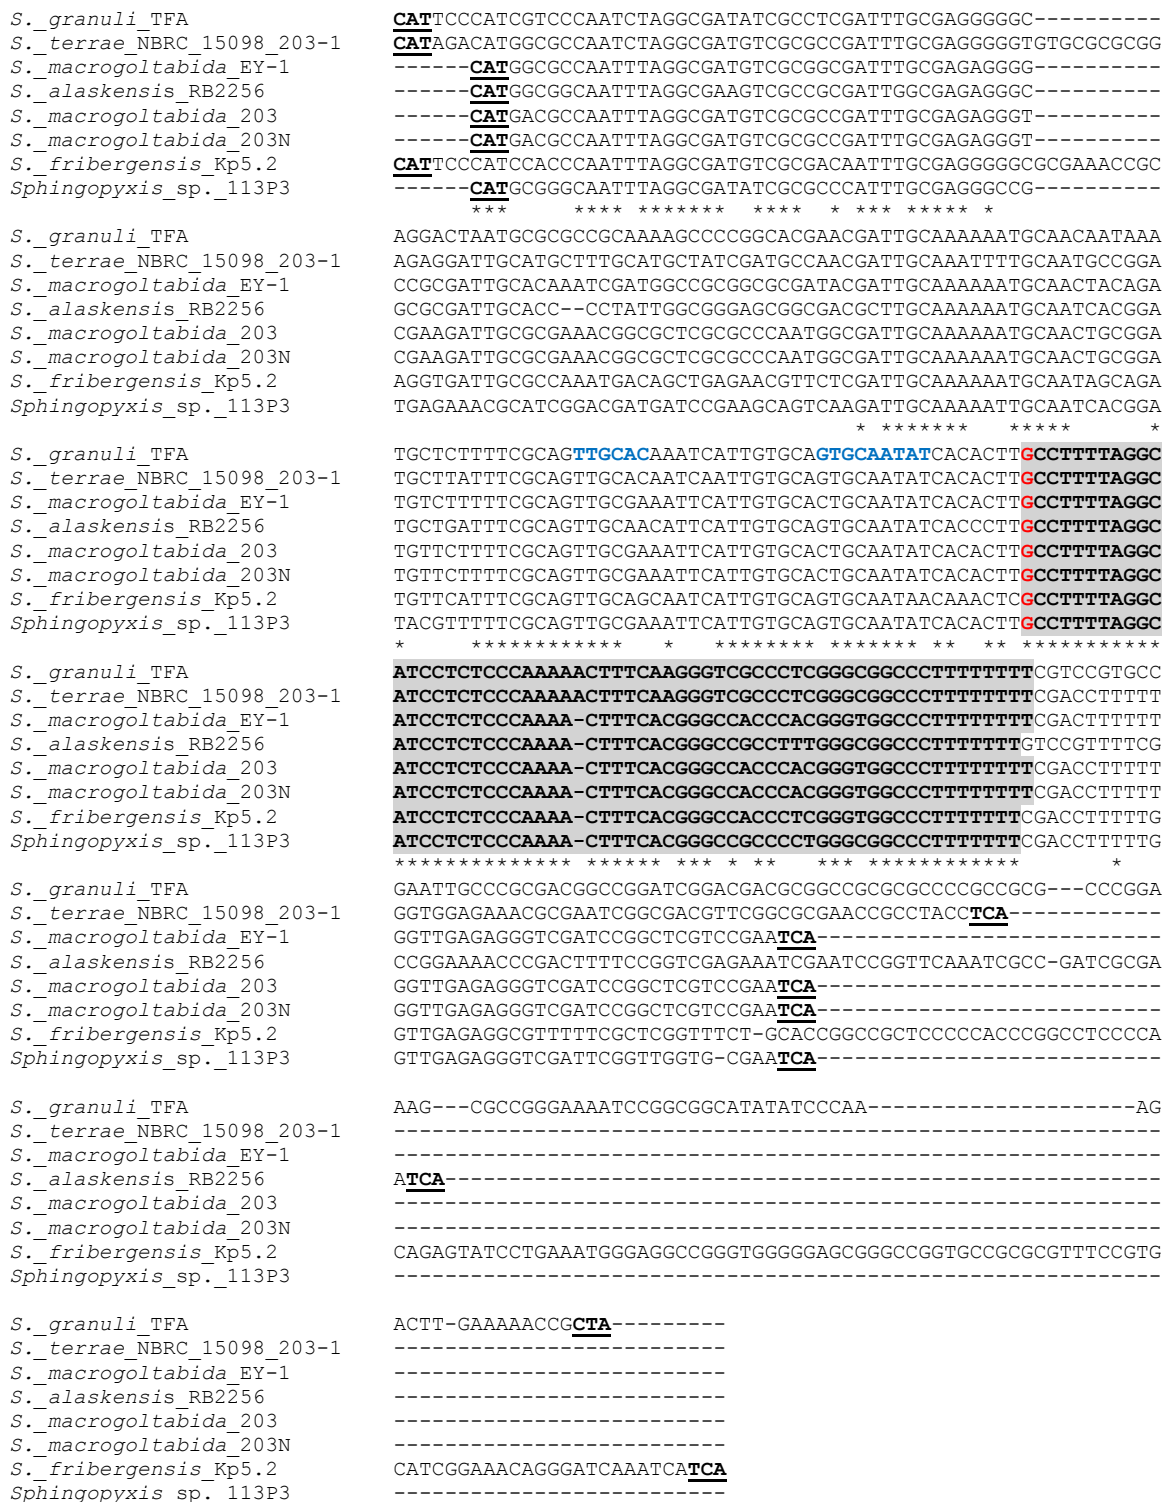 S._granuli_TFA CATTCCCATCGTCCCAATCTAGGCGATATCGCCTCGATTTGCGAGGGGGC----------
S._terrae_NBRC_15098_203-1 CATAGACATGGCGCCAATCTAGGCGATGTCGCGCCGATTTGCGAGGGGGTGTGCGCGCGG
S._macrogoltabida_EY-1 ------CATGGCGCCAATTTAGGCGATGTCGCGGCGATTTGCGAGAGGGG----------
S._alaskensis_RB2256 ------CATGGCGGCAATTTAGGCGAAGTCGCCGCGATTGGCGAGAGGGC----------
S._macrogoltabida_203 ------CATGACGCCAATTTAGGCGATGTCGCGCCGATTTGCGAGAGGGT----------
S._macrogoltabida_203N ------CATGACGCCAATTTAGGCGATGTCGCGCCGATTTGCGAGAGGGT----------
S._fribergensis_Kp5.2 CATTCCCATCCACCCAATTTAGGCGATGTCGCGACAATTTGCGAGGGGGCGCGAAACCGC
Sphingopyxis_sp._113P3 ------CATGCGGGCAATTTAGGCGATATCGCGCCCATTTGCGAGGGCCG----------
*** **** ******* **** * *** ***** *
S._granuli_TFA AGGACTAATGCGCGCCGCAAAAGCCCCGGCACGAACGATTGCAAAAAATGCAACAATAAA
S._terrae_NBRC_15098_203-1 AGAGGATTGCATGCTTTGCATGCTATCGATGCCAACGATTGCAAATTTTGCAATGCCGGA
S._macrogoltabida_EY-1 CCGCGATTGCACAAATCGATGGCCGCGGCGCGATACGATTGCAAAAAATGCAACTACAGA
S._alaskensis_RB2256 GCGCGATTGCACC--CCTATTGGCGGGAGCGGCGACGCTTGCAAAAAATGCAATCACGGA
S._macrogoltabida_203 CGAAGATTGCGCGAAACGGCGCTCGCGCCCAATGGCGATTGCAAAAAATGCAACTGCGGA
S._macrogoltabida_203N CGAAGATTGCGCGAAACGGCGCTCGCGCCCAATGGCGATTGCAAAAAATGCAACTGCGGA
S._fribergensis_Kp5.2 AGGTGATTGCGCCAAATGACAGCTGAGAACGTTCTCGATTGCAAAAAATGCAATAGCAGA
Sphingopyxis_sp._113P3 TGAGAAACGCATCGGACGATGATCCGAAGCAGTCAAGATTGCAAAAATTGCAATCACGGA
* ******* ***** *
S._granuli_TFA TGCTCTTTTCGCAGTTGCACAAATCATTGTGCAGTGCAATATCACACTTGCCTTTTAGGC
S._terrae_NBRC_15098_203-1 TGCTTATTTCGCAGTTGCACAATCAATTGTGCAGTGCAATATCACACTTGCCTTTTAGGC
S._macrogoltabida_EY-1 TGTCTTTTTCGCAGTTGCGAAATTCATTGTGCACTGCAATATCACACTTGCCTTTTAGGC
S._alaskensis_RB2256 TGCTGATTTCGCAGTTGCAACATTCATTGTGCAGTGCAATATCACCCTTGCCTTTTAGGC
S._macrogoltabida_203 TGTTCTTTTCGCAGTTGCGAAATTCATTGTGCACTGCAATATCACACTTGCCTTTTAGGC
S._macrogoltabida_203N TGTTCTTTTCGCAGTTGCGAAATTCATTGTGCACTGCAATATCACACTTGCCTTTTAGGC
S._fribergensis_Kp5.2 TGTTCATTTCGCAGTTGCAGCAATCATTGTGCAGTGCAATAACAAACTCGCCTTTTAGGC
Sphingopyxis_sp._113P3 TACGTTTTTCGCAGTTGCGAAATTCATTGTGCAGTGCAATATCACACTTGCCTTTTAGGC
* ************ * ******** ******* ** ** ***********
S._granuli_TFA ATCCTCTCCCAAAAACTTTCAAGGGTCGCCCTCGGGCGGCCCTTTTTTTTTCGTCCGTGCC
S._terrae_NBRC_15098_203-1 ATCCTCTCCCAAAAACTTTCAAGGGTCGCCCTCGGGCGGCCCTTTTTTTTTCGACCTTTTT
S._macrogoltabida_EY-1 ATCCTCTCCCAAAA-CTTTCACGGGCCACCCACGGGTGGCCCTTTTTTTTTCGACTTTTTT
S._alaskensis_RB2256 ATCCTCTCCCAAAA-CTTTCACGGGCCGCCTTTGGGCGGCCCTTTTTTTGTCCGTTTTCG
S._macrogoltabida_203 ATCCTCTCCCAAAA-CTTTCACGGGCCACCCACGGGTGGCCCTTTTTTTTTCGACCTTTTT
S._macrogoltabida_203N ATCCTCTCCCAAAA-CTTTCACGGGCCACCCACGGGTGGCCCTTTTTTTTTCGACCTTTTT
S._fribergensis_Kp5.2 ATCCTCTCCCAAAA-CTTTCACGGGCCACCCTCGGGTGGCCCTTTTTTTCGACCTTTTTG
Sphingopyxis_sp._113P3 ATCCTCTCCCAAAA-CTTTCACGGGCCGCCCCTGGGCGGCCCTTTTTTTCGACCTTTTTG
************** ****** *** * ** *** ************ *
S._granuli_TFA GAATTGCCCGCGACGGCCGGATCGGACGACGCGGCCGCGCGCCCCGCCGCG---CCCGGA
S._terrae_NBRC_15098_203-1 GGTGGAGAAACGCGAATCGGCGACGTTCGGCGCGAACCGCCTACCTCA------------
S._macrogoltabida_EY-1 GGTTGAGAGGGTCGATCCGGCTCGTCCGAATCA---------------------------
S._alaskensis_RB2256 CCGGAAAACCCGACTTTTCCGGTCGAGAAATCGAATCCGGTTCAAATCGCC-GATCGCGA
S._macrogoltabida_203 GGTTGAGAGGGTCGATCCGGCTCGTCCGAATCA---------------------------
S._macrogoltabida_203N GGTTGAGAGGGTCGATCCGGCTCGTCCGAATCA---------------------------
S._fribergensis_Kp5.2 GTTGAGAGGCGTTTTTCGCTCGGTTTCT-GCACCGGCCGCTCCCCCACCCGGCCTCCCCA
Sphingopyxis_sp._113P3 GTTGAGAGGGTCGATTCGGTTGGTG-CGAATCA---------------------------
S._granuli_TFA AAG---CGCCGGGAAAATCCGGCGGCATATATCCCAA---------------------AG
S._terrae_NBRC_15098_203-1 ------------------------------------------------------------
S._macrogoltabida_EY-1 ------------------------------------------------------------
S._alaskensis_RB2256 ATCA--------------------------------------------------------
S._macrogoltabida_203 ------------------------------------------------------------
S._macrogoltabida_203N ------------------------------------------------------------
S._fribergensis_Kp5.2 CAGAGTATCCTGAAATGGGAGGCCGGGTGGGGGAGCGGGCCGGTGCCGCGCGTTTCCGTG
Sphingopyxis_sp._113P3 ------------------------------------------------------------
S._granuli_TFA ACTT-GAAAAACCGCTA---------
S._terrae_NBRC_15098_203-1 --------------------------
S._macrogoltabida_EY-1 --------------------------
S._alaskensis_RB2256 --------------------------
S._macrogoltabida_203 --------------------------
S._macrogoltabida_203N --------------------------
S._fribergensis_Kp5.2 CATCGGAAACAGGGATCAAATCATCA
Sphingopyxis_sp._113P3 --------------------------